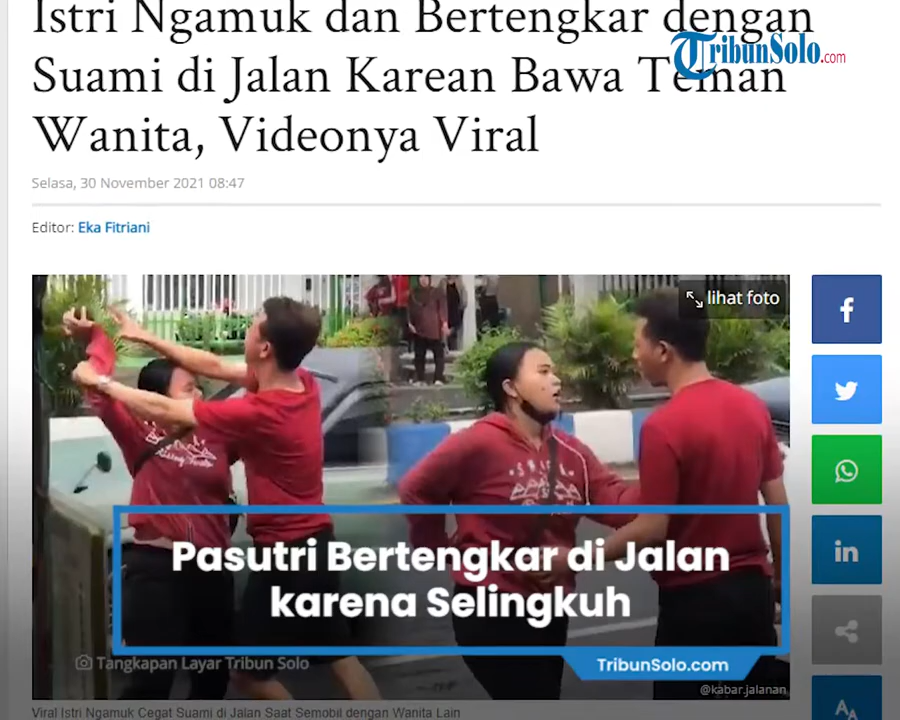 Istri Ngamuk dan Bertengkar dengan
TribunSolo.com
Suami di Jalan Karean Bawa Teman
Wanita, Videonya Viral
Selasa, 30 November 2021 08:47
Editor: Eka Fitriani
lihat foto
Pasutri Bertengkar di Jalan
karena Selingkuh
Tangkapan Layar Tribun Solo
TribunSolo.com
@kabar.jalanan
Viral Istri Ngamuk Cegat Suami di Jalan Saat Semobil dengan Wanita Lain
AA